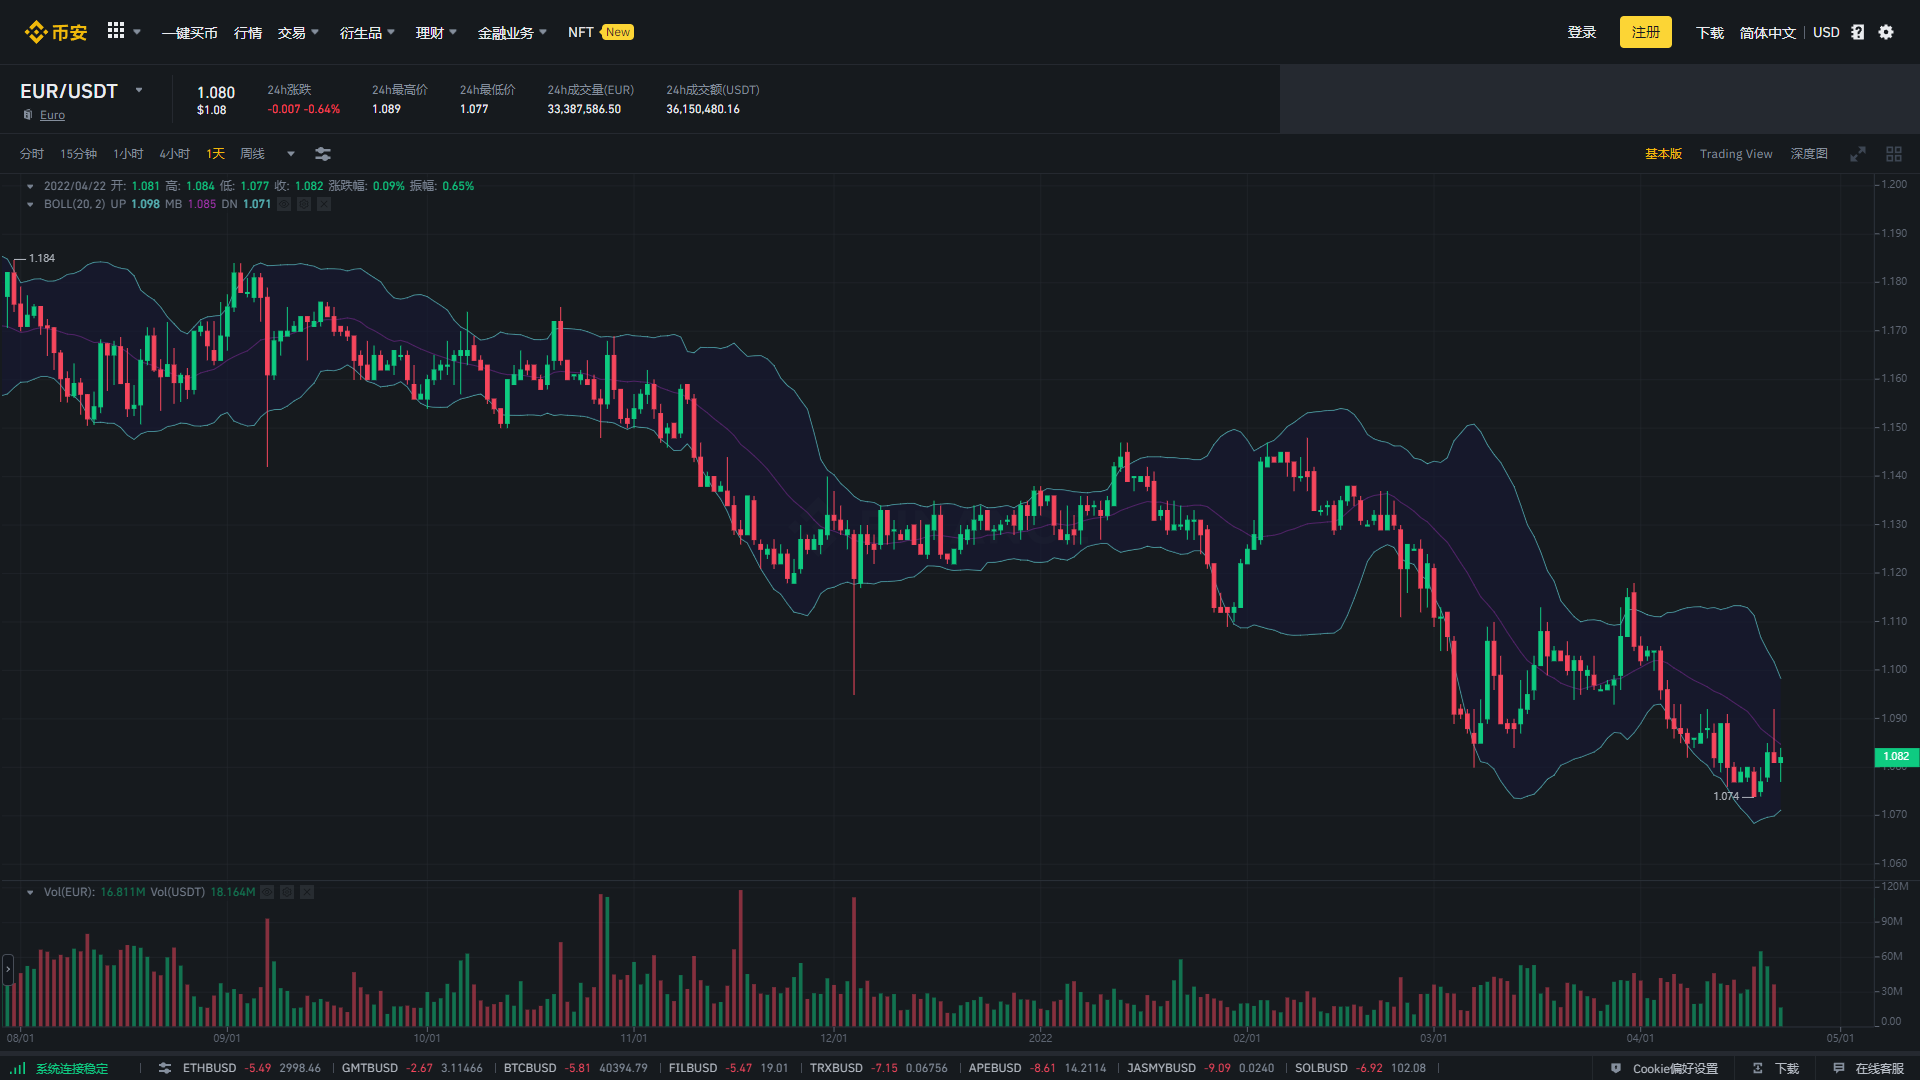 币安 一键买币 行情 交易 衍生品 理财 金融业务 NFT New 登录 注册 下载 简体中文 USD
EUR/USDT
Euro
1.080
$1.08
24h涨跌
-0.007 -0.64%
24h最高价
1.089
24h最低价
1.077
24h成交量(EUR)
33,387,586.50
24h成交额(USDT)
36,150,480.16
分时 15分钟 1小时 4小时 1天 周线 基本版 Trading View 深度图
2022/04/22 开: 1.081 高: 1.084 低: 1.077 收: 1.082 涨跌幅: 0.09% 振幅: 0.65%
BOLL(20, 2) UP 1.098 MB 1.085 DN 1.071
1.184
1.074
1.200
1.190
1.180
1.170
1.160
1.150
1.140
1.130
1.120
1.110
1.100
1.090
1.082
1.070
1.060
Vol(EUR): 16.811M Vol(USDT) 18.164M
120M
90M
60M
30M
0.00
08/01 09/01 10/01 11/01 12/01 2022 02/01 03/01 04/01 05/01
系统连接稳定 ETHBUSD -5.49 2998.46 GMTBUSD -2.67 3.11466 BTCBUSD -5.81 40394.79 FILBUSD -5.47 19.01 TRXBUSD -7.15 0.06756 APEBUSD -8.61 14.2114 JASMYBUSD -9.09 0.0240 SOLBUSD -6.92 102.08 Cookie偏好设置 下载 在线客服